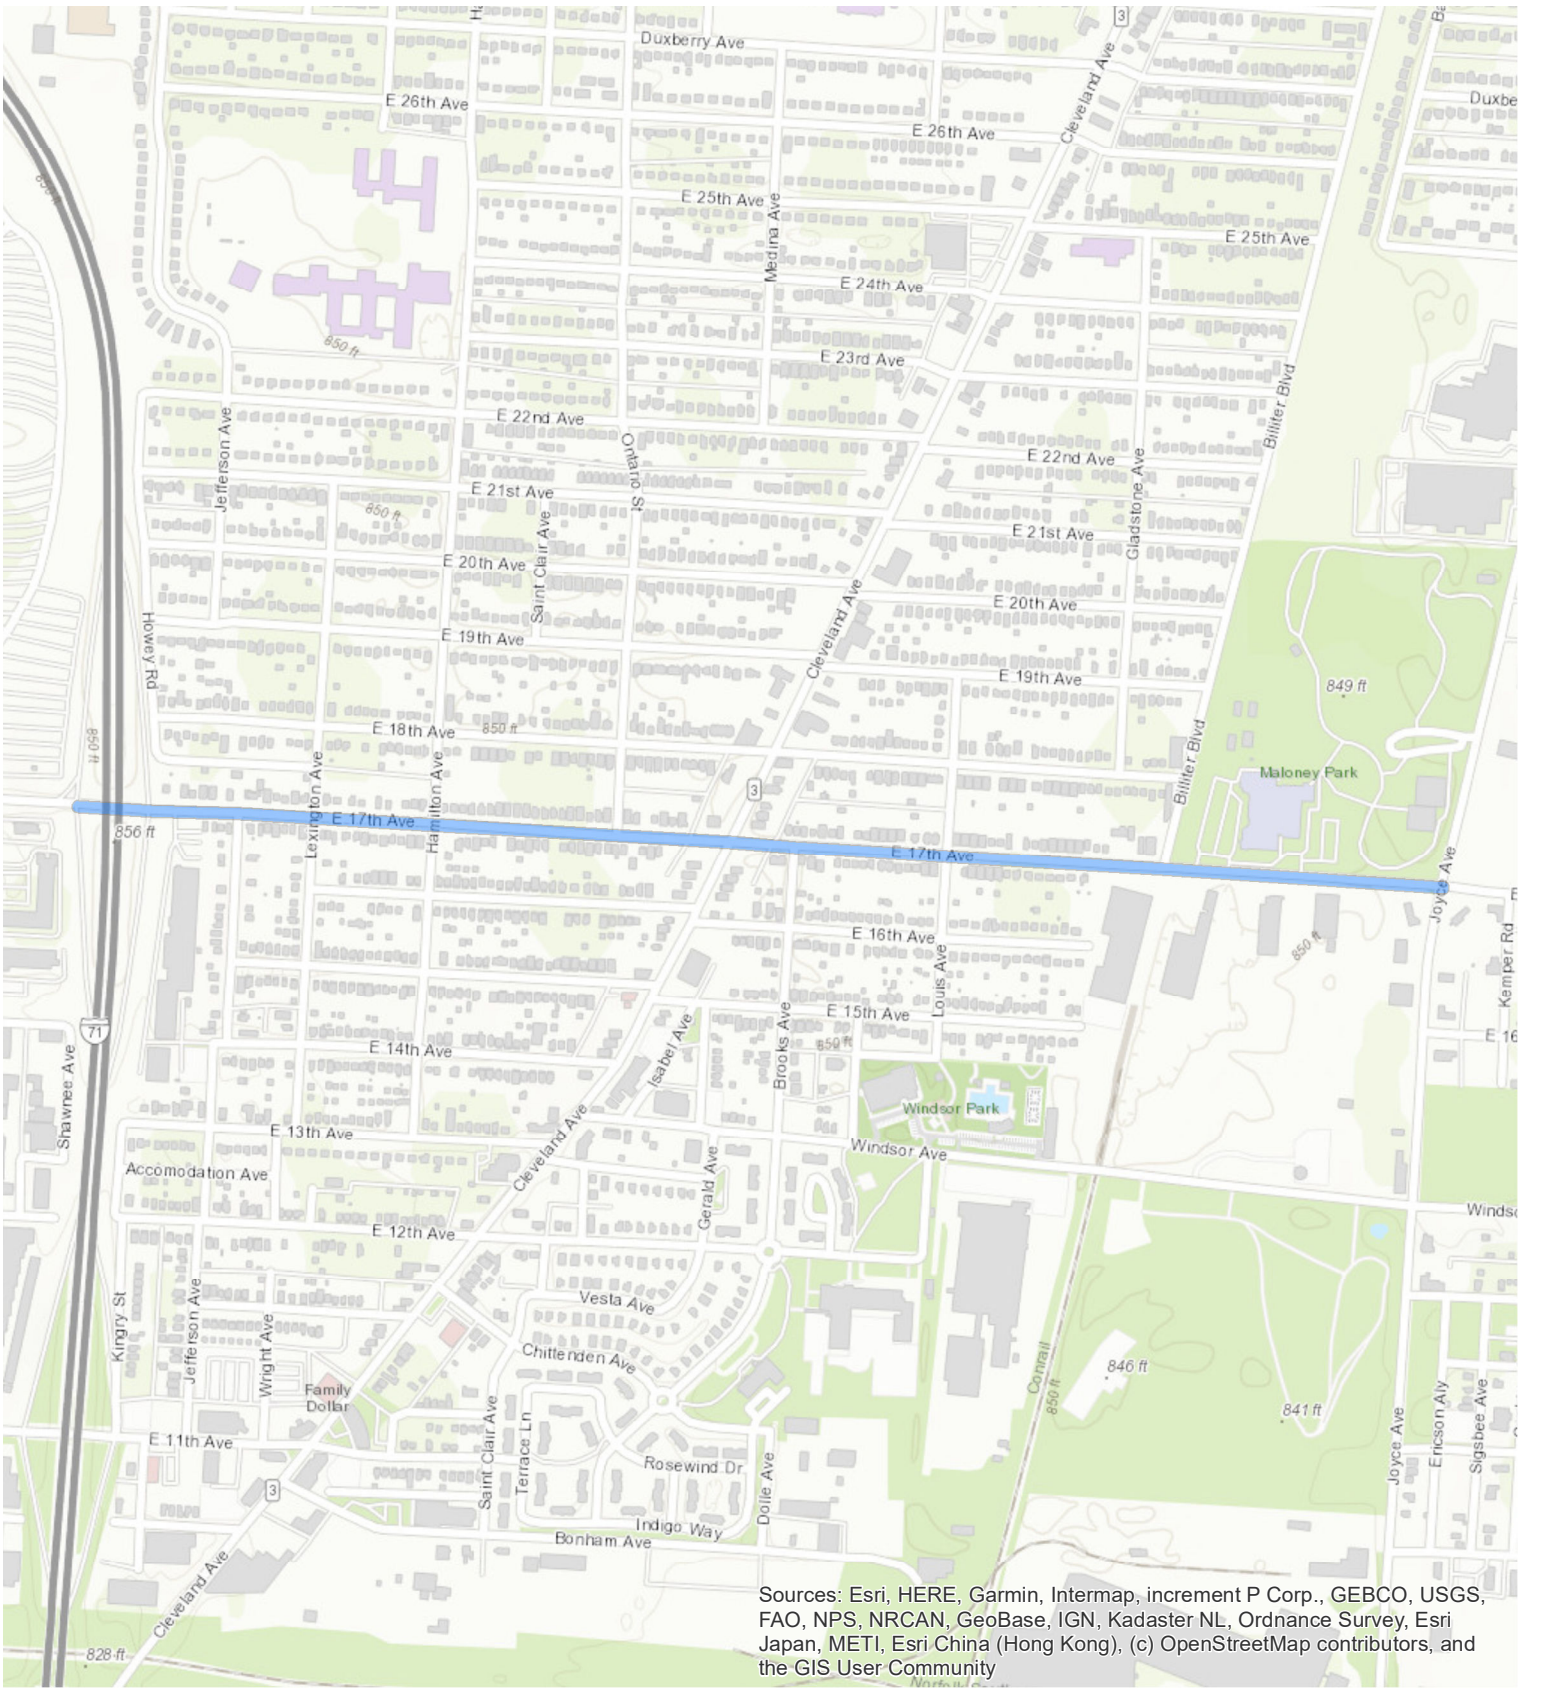 3
Duxberry Ave
Cleveland Ave
E 26th Ave
Duxbe
E 26th Ave
850 ft
E 25th Ave
Medina Ave
E 25th Ave
E 24th Ave
850 ft
E 23rd Ave
Billiter Blvd
Jefferson Ave
E 22nd Ave
Ontario St
E 22nd Ave
Gladstone Ave
E 21st Ave
850 ft
Saint Clair Ave
E 21st Ave
E 20th Ave
Cleveland Ave
E 20th Ave
Howey Rd
E 19th Ave
E 19th Ave
849 ft
850 ft
E 18th Ave
850 ft
Billiter Blvd
Lexington Ave
Hamilton Ave
3
Maloney Park
856 ft
E 17th Ave
E 17th Ave
Joyce Ave
E
E 16th Ave
850 ft
Louis Ave
Kemper Rd
71
Isabel Ave
Brooks Ave
E 15th Ave
850 ft
E 16
Shawnee Ave
E 14th Ave
Windsor Park
E 13th Ave
Cleveland Ave
Windsor Ave
Accomodation Ave
Gerald Ave
Windso
E 12th Ave
Kingry St
Jefferson Ave
Wright Ave
Vesta Ave
Chittenden Ave
Conrail
850 ft
846 ft
Family
Dollar
841 ft
Joyce Ave
Ericson Aly
Sigsbee Ave
E 11th Ave
Saint Clair Ave
Terrace Ln
Rosewind Dr
Dolle Ave
3
Indigo Way
Bonham Ave
Cleveland Ave
828 ft
Sources: Esri, HERE, Garmin, Intermap, increment P Corp., GEBCO, USGS,
FAO, NPS, NRCAN, GeoBase, IGN, Kadaster NL, Ordnance Survey, Esri
Japan, METI, Esri China (Hong Kong), (c) OpenStreetMap contributors, and
the GIS User Community